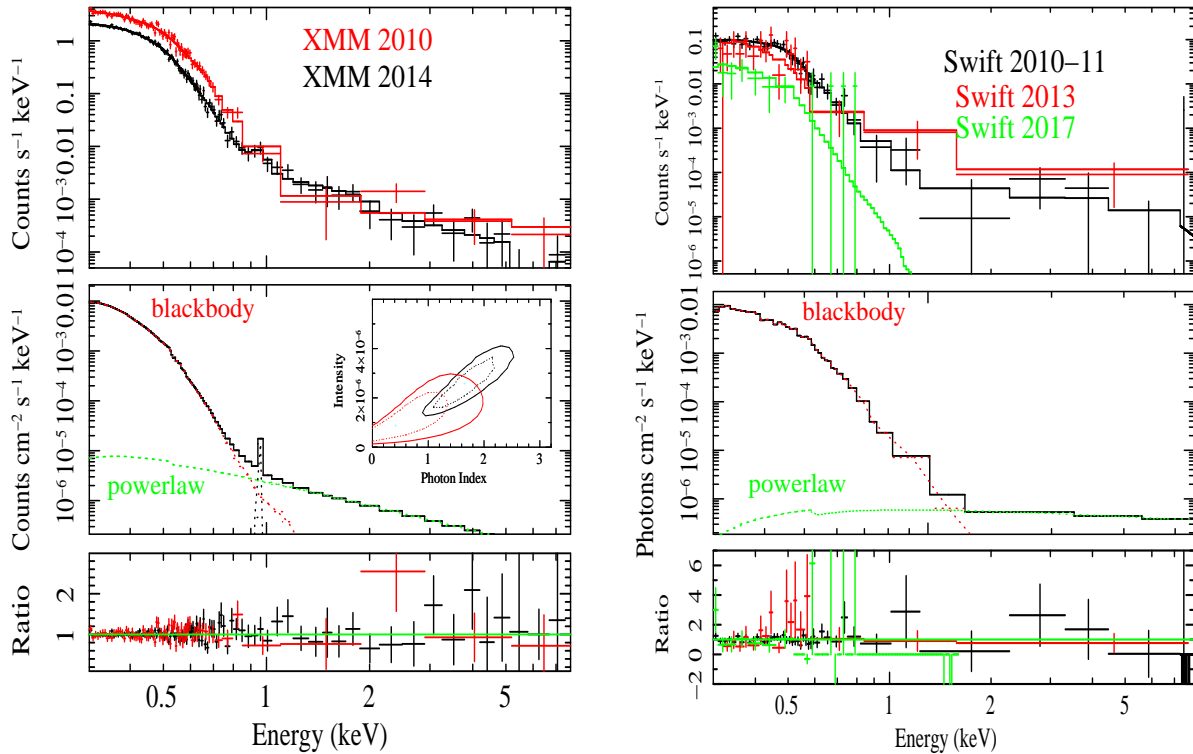 XMM 2010
XMM 2014
Counts s−1 keV−1
1
0.1
0.01
10−3
10−4
blackbody
powerlaw
Counts cm−2 s−1 keV−1
0.01
10−3
10−4
10−5
10−6
Intensity
6×10−6
4×10−6
2×10−6
0
0 1 2 3
Photon Index
Ratio
2
1
0.5 1 2 5
Energy (keV)
Swift 2010−11
Swift 2013
Swift 2017
Counts s−1 keV−1
0.1
0.01
10−3
10−4
10−5
10−6
blackbody
powerlaw
Photons cm−2 s−1 keV−1
0.01
10−3
10−4
10−5
10−6
Ratio
6
4
2
0
−2
0.5 1 2 5
Energy (keV)